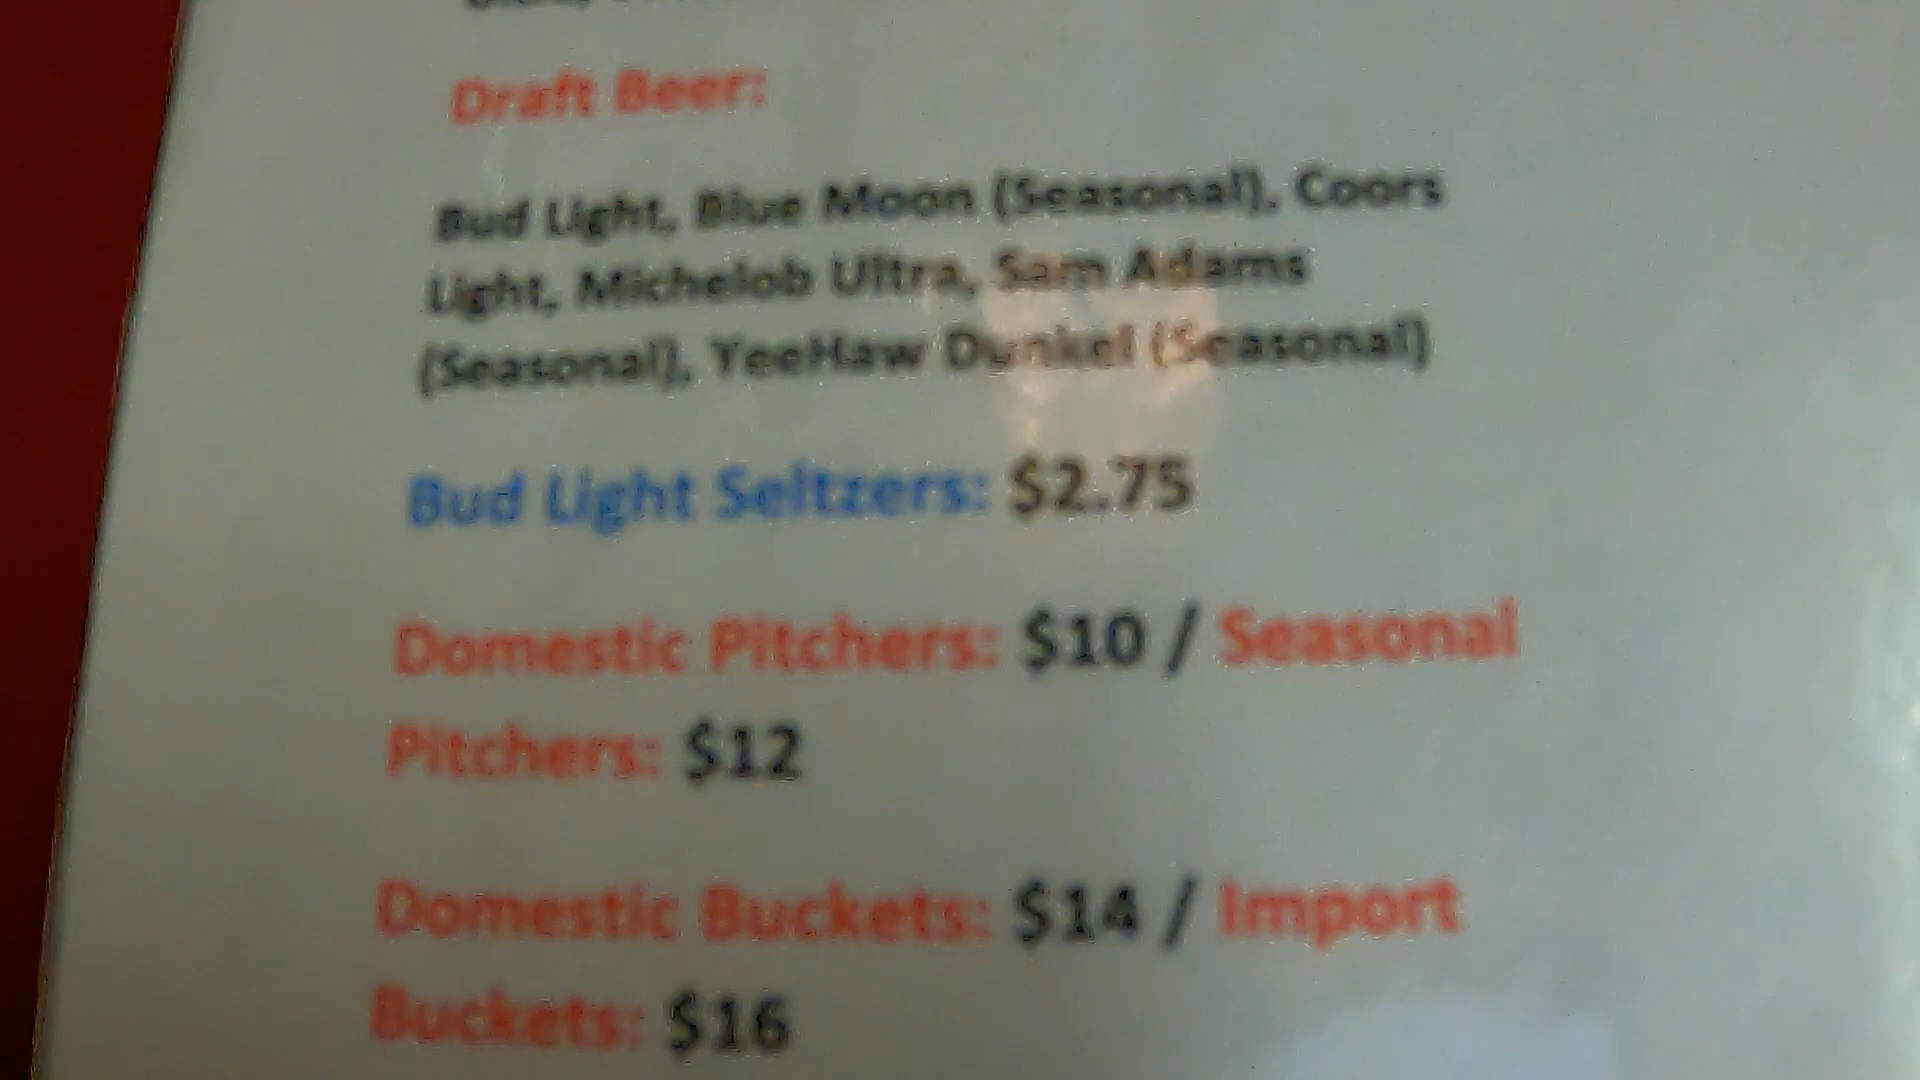 Draft Beer:
Bud Light, Blue Moon (Seasonal), Coors
Light, Michelob Ultra, Sam Adams
(Seasonal), YeeHaw Dunkel (Seasonal)
Bud Light Seltzers: $2.75
Domestic Pitchers: $10 / Seasonal
Pitchers: $12
Domestic Buckets: $14 / Import
Buckets: $16